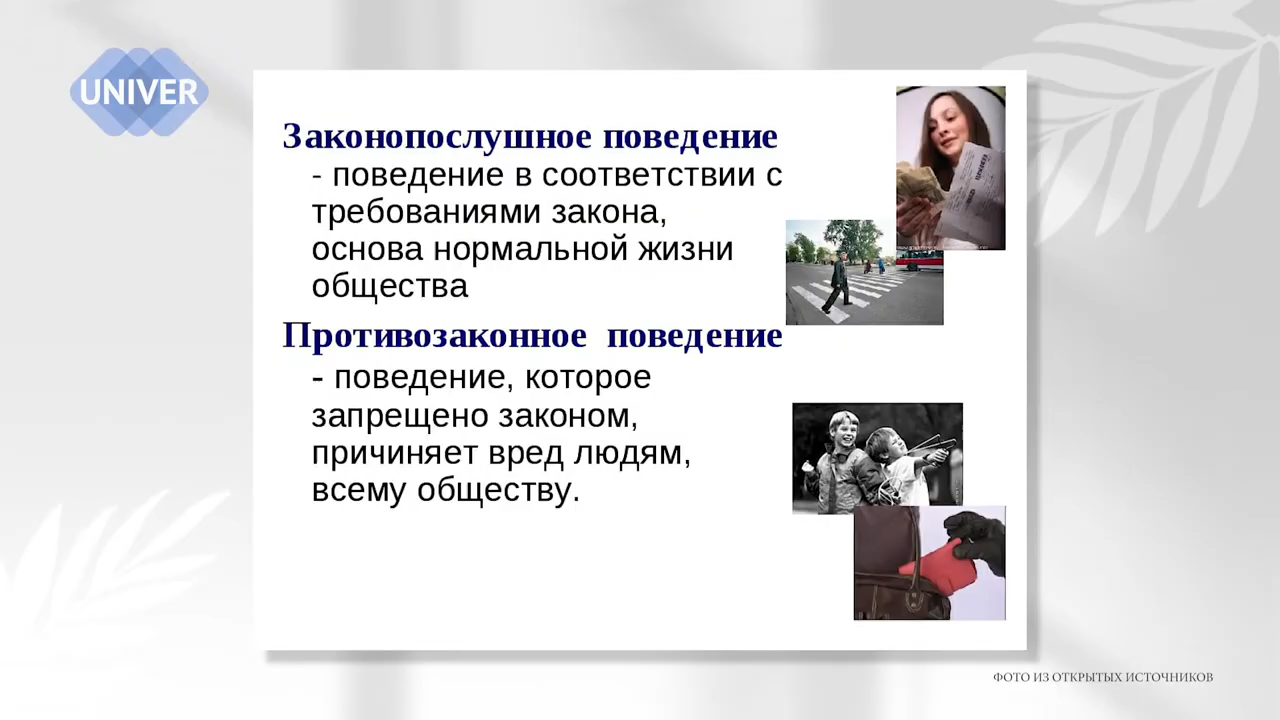 UNIVER
Законопослушное поведение
- поведение в соответствии с
требованиями закона,
основа нормальной жизни
общества
Противозаконное поведение
- поведение, которое
запрещено законом,
причиняет вред людям,
всему обществу.
ФОТО ИЗ ОТКРЫТЫХ ИСТОЧНИКОВ